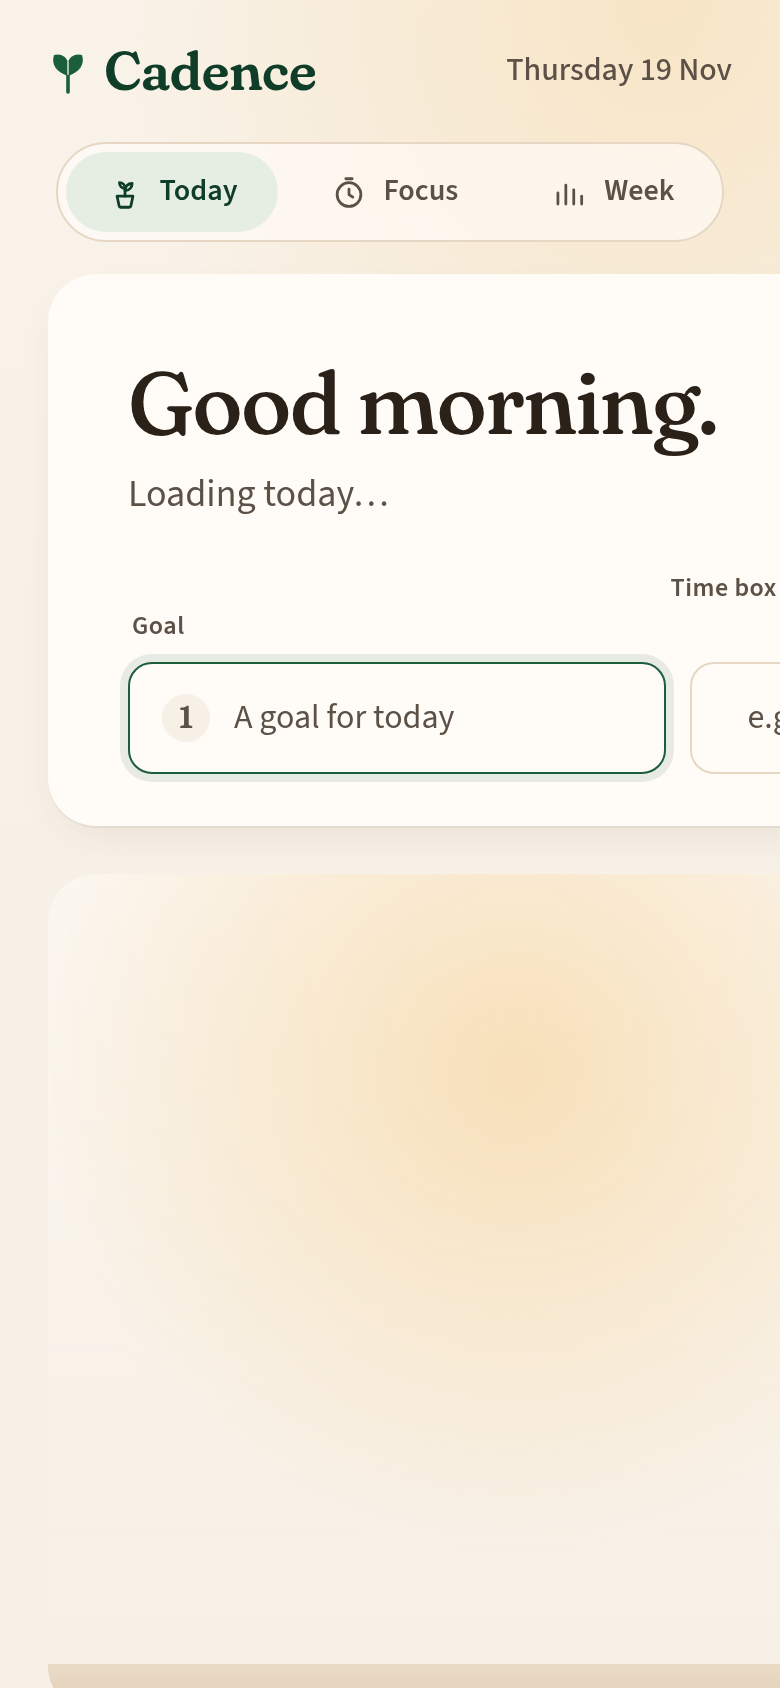 Cadence
Thursday 19 Nov
Today
Focus
Week
Good morning.
Loading today…
Time box
Goal
1
A goal for today